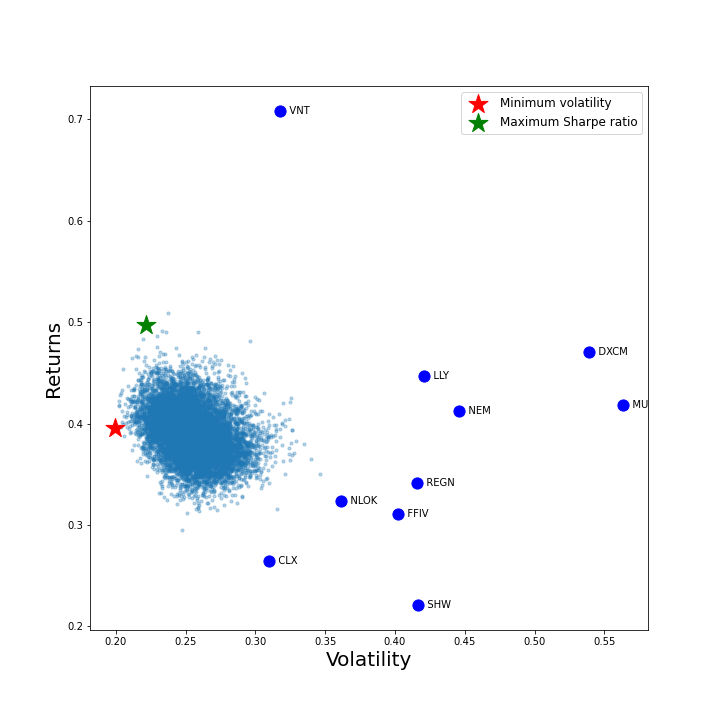 Minimum volatility
Maximum Sharpe ratio
VNT
DXCM
LLY
MU
NEM
REGN
NLOK
FFIV
CLX
SHW
0.7
0.6
0.5
0.4
0.3
0.2
Returns
0.20 0.25 0.30 0.35 0.40 0.45 0.50 0.55
Volatility